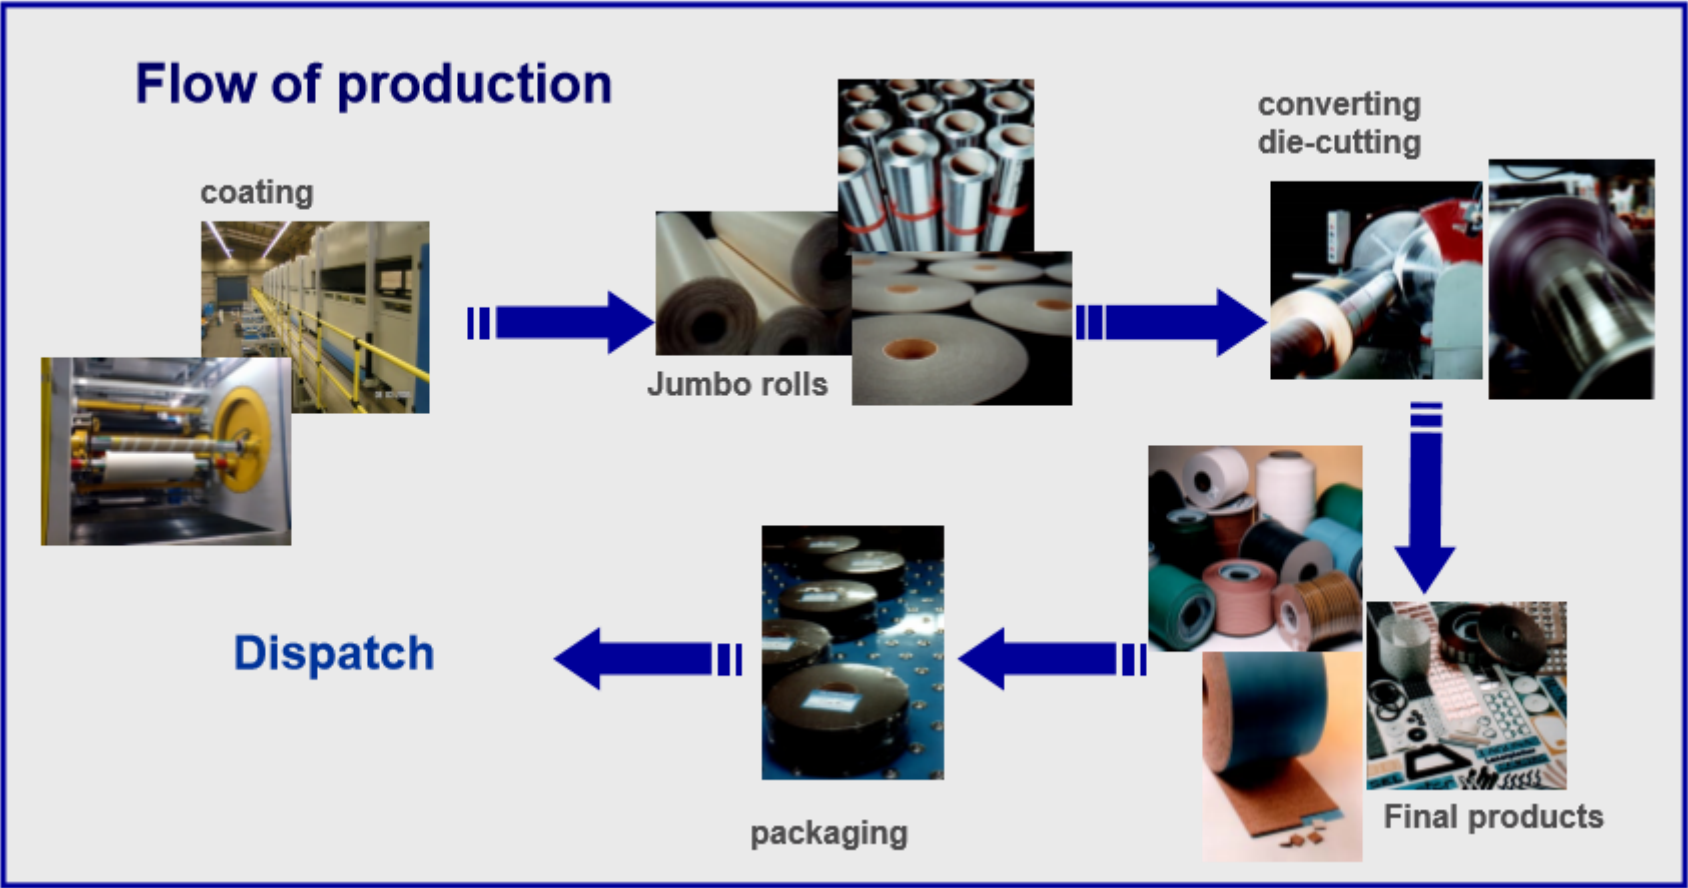 Flow of production
coating
Jumbo rolls
converting
die-cutting
Final products
packaging
Dispatch